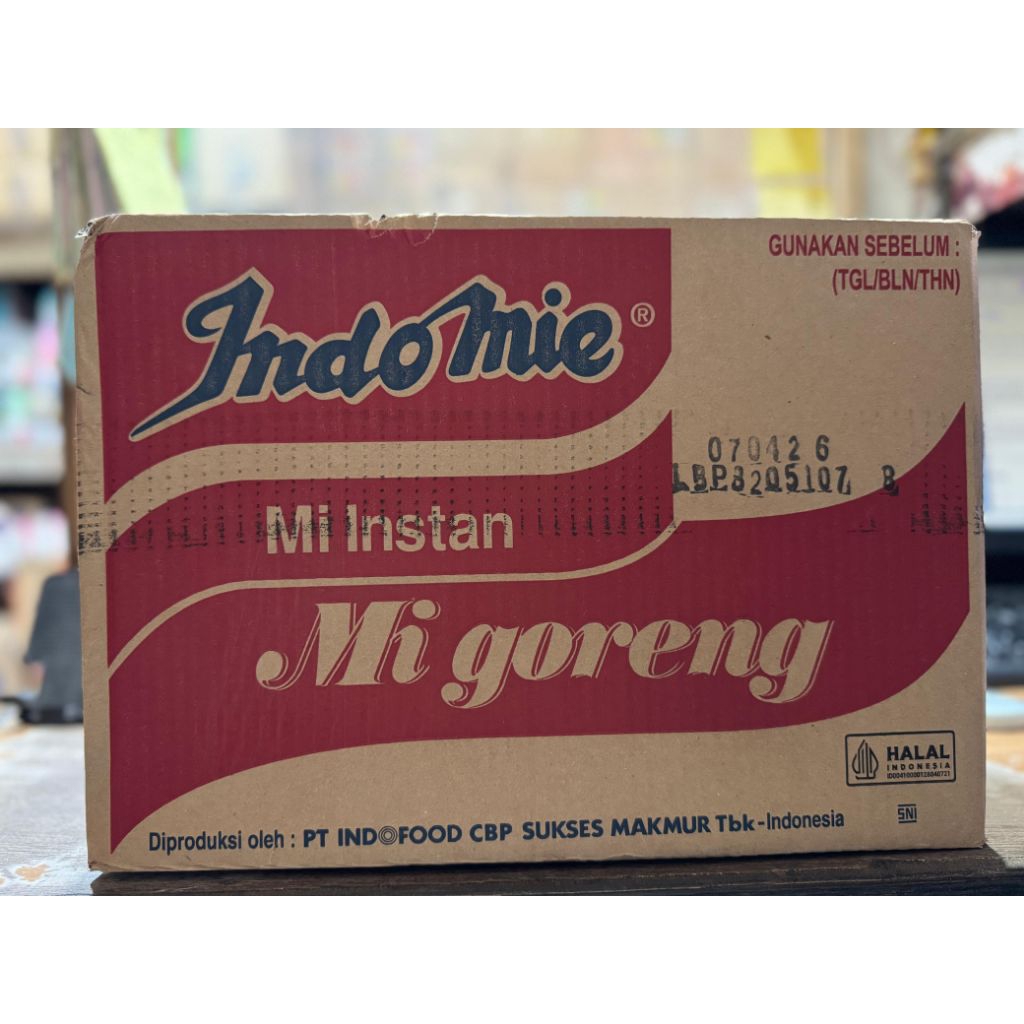 GUNAKAN SEBELUM :
(TGL/BLN/THN)
Indomie®
070426
Mi Instan
Mi goreng
HALAL
INDONESIA
Diproduksi oleh : PT INDOFOOD CBP SUKSES MAKMUR Tbk-Indonesia
SNI